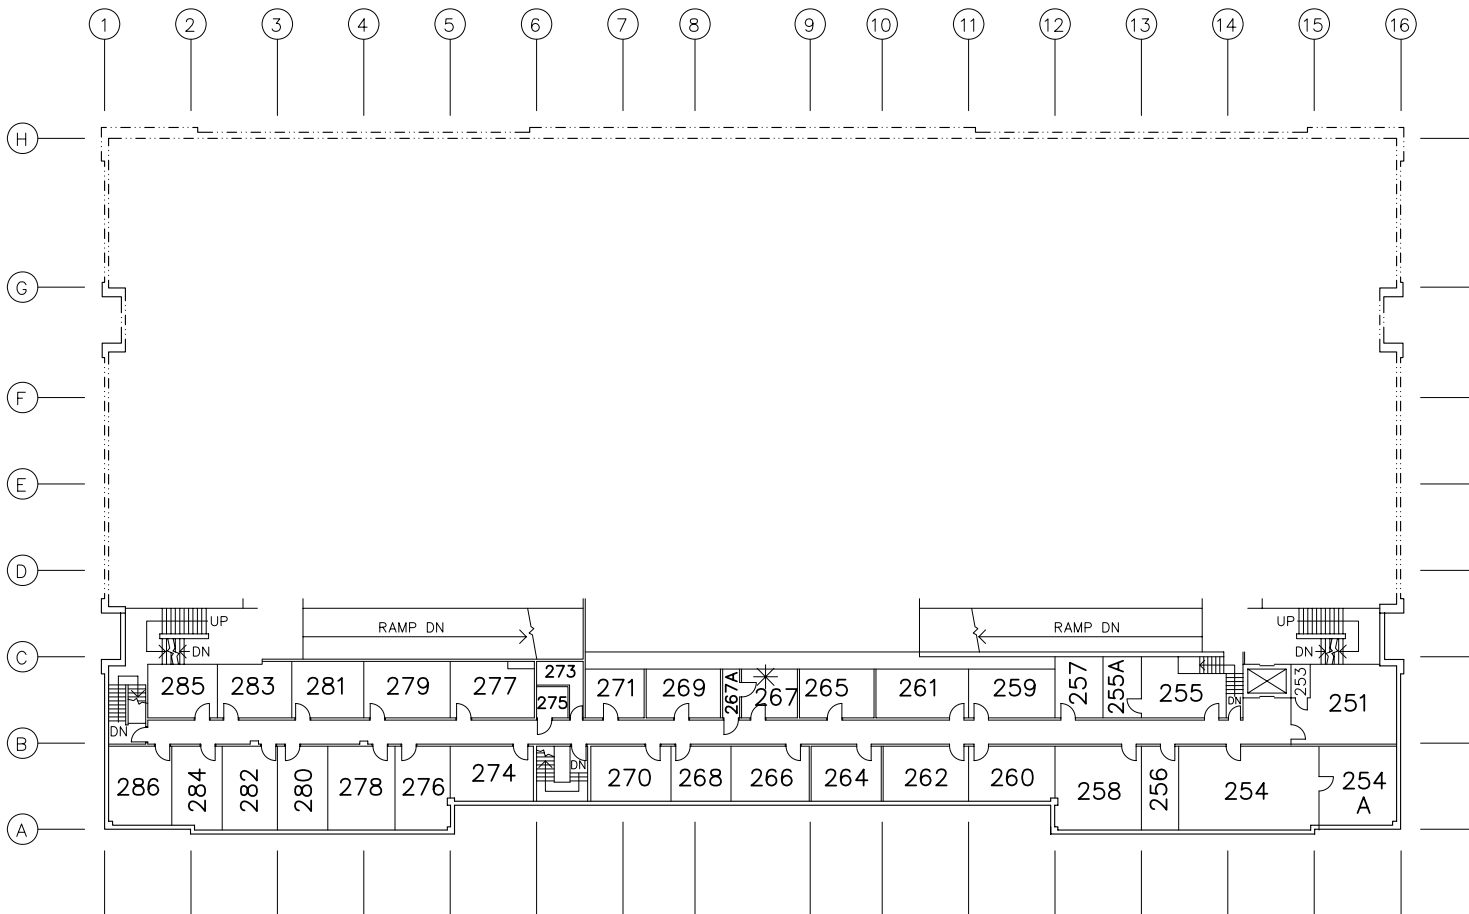 1 2 3 4 5 6 7 8 9 10 11 12 13 14 15 16
H
G
F
E
D
UP UP
RAMP DN RAMP DN
DN DN
C
285 283 281 279 277 273 271 269 267A 267 265 261 259 257 255A 255 253 251
275
DN DN
B
286 284 282 280 278 276 274 DN 270 268 266 264 262 260 258 256 254 254
A
A